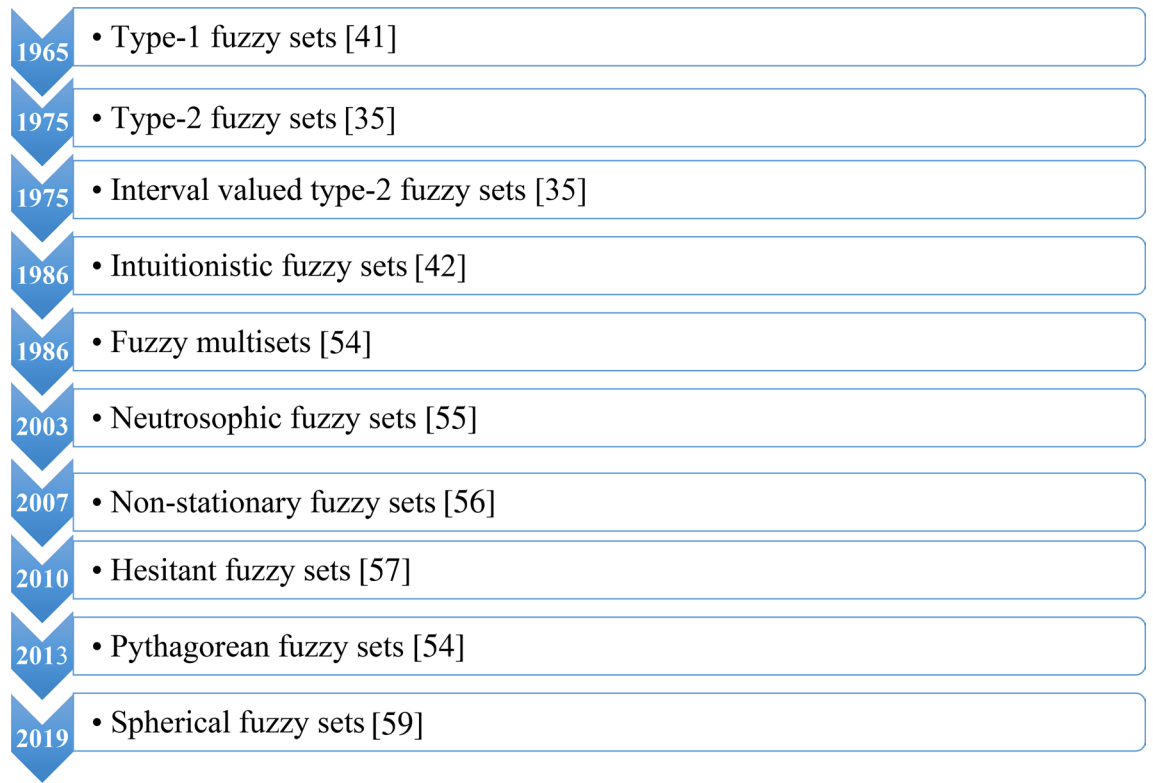 1965 • Type-1 fuzzy sets [41]
1975 • Type-2 fuzzy sets [35]
1975 • Interval valued type-2 fuzzy sets [35]
1986 • Intuitionistic fuzzy sets [42]
1986 • Fuzzy multisets [54]
2003 • Neutrosophic fuzzy sets [55]
2007 • Non-stationary fuzzy sets [56]
2010 • Hesitant fuzzy sets [57]
2013 • Pythagorean fuzzy sets [54]
2019 • Spherical fuzzy sets [59]